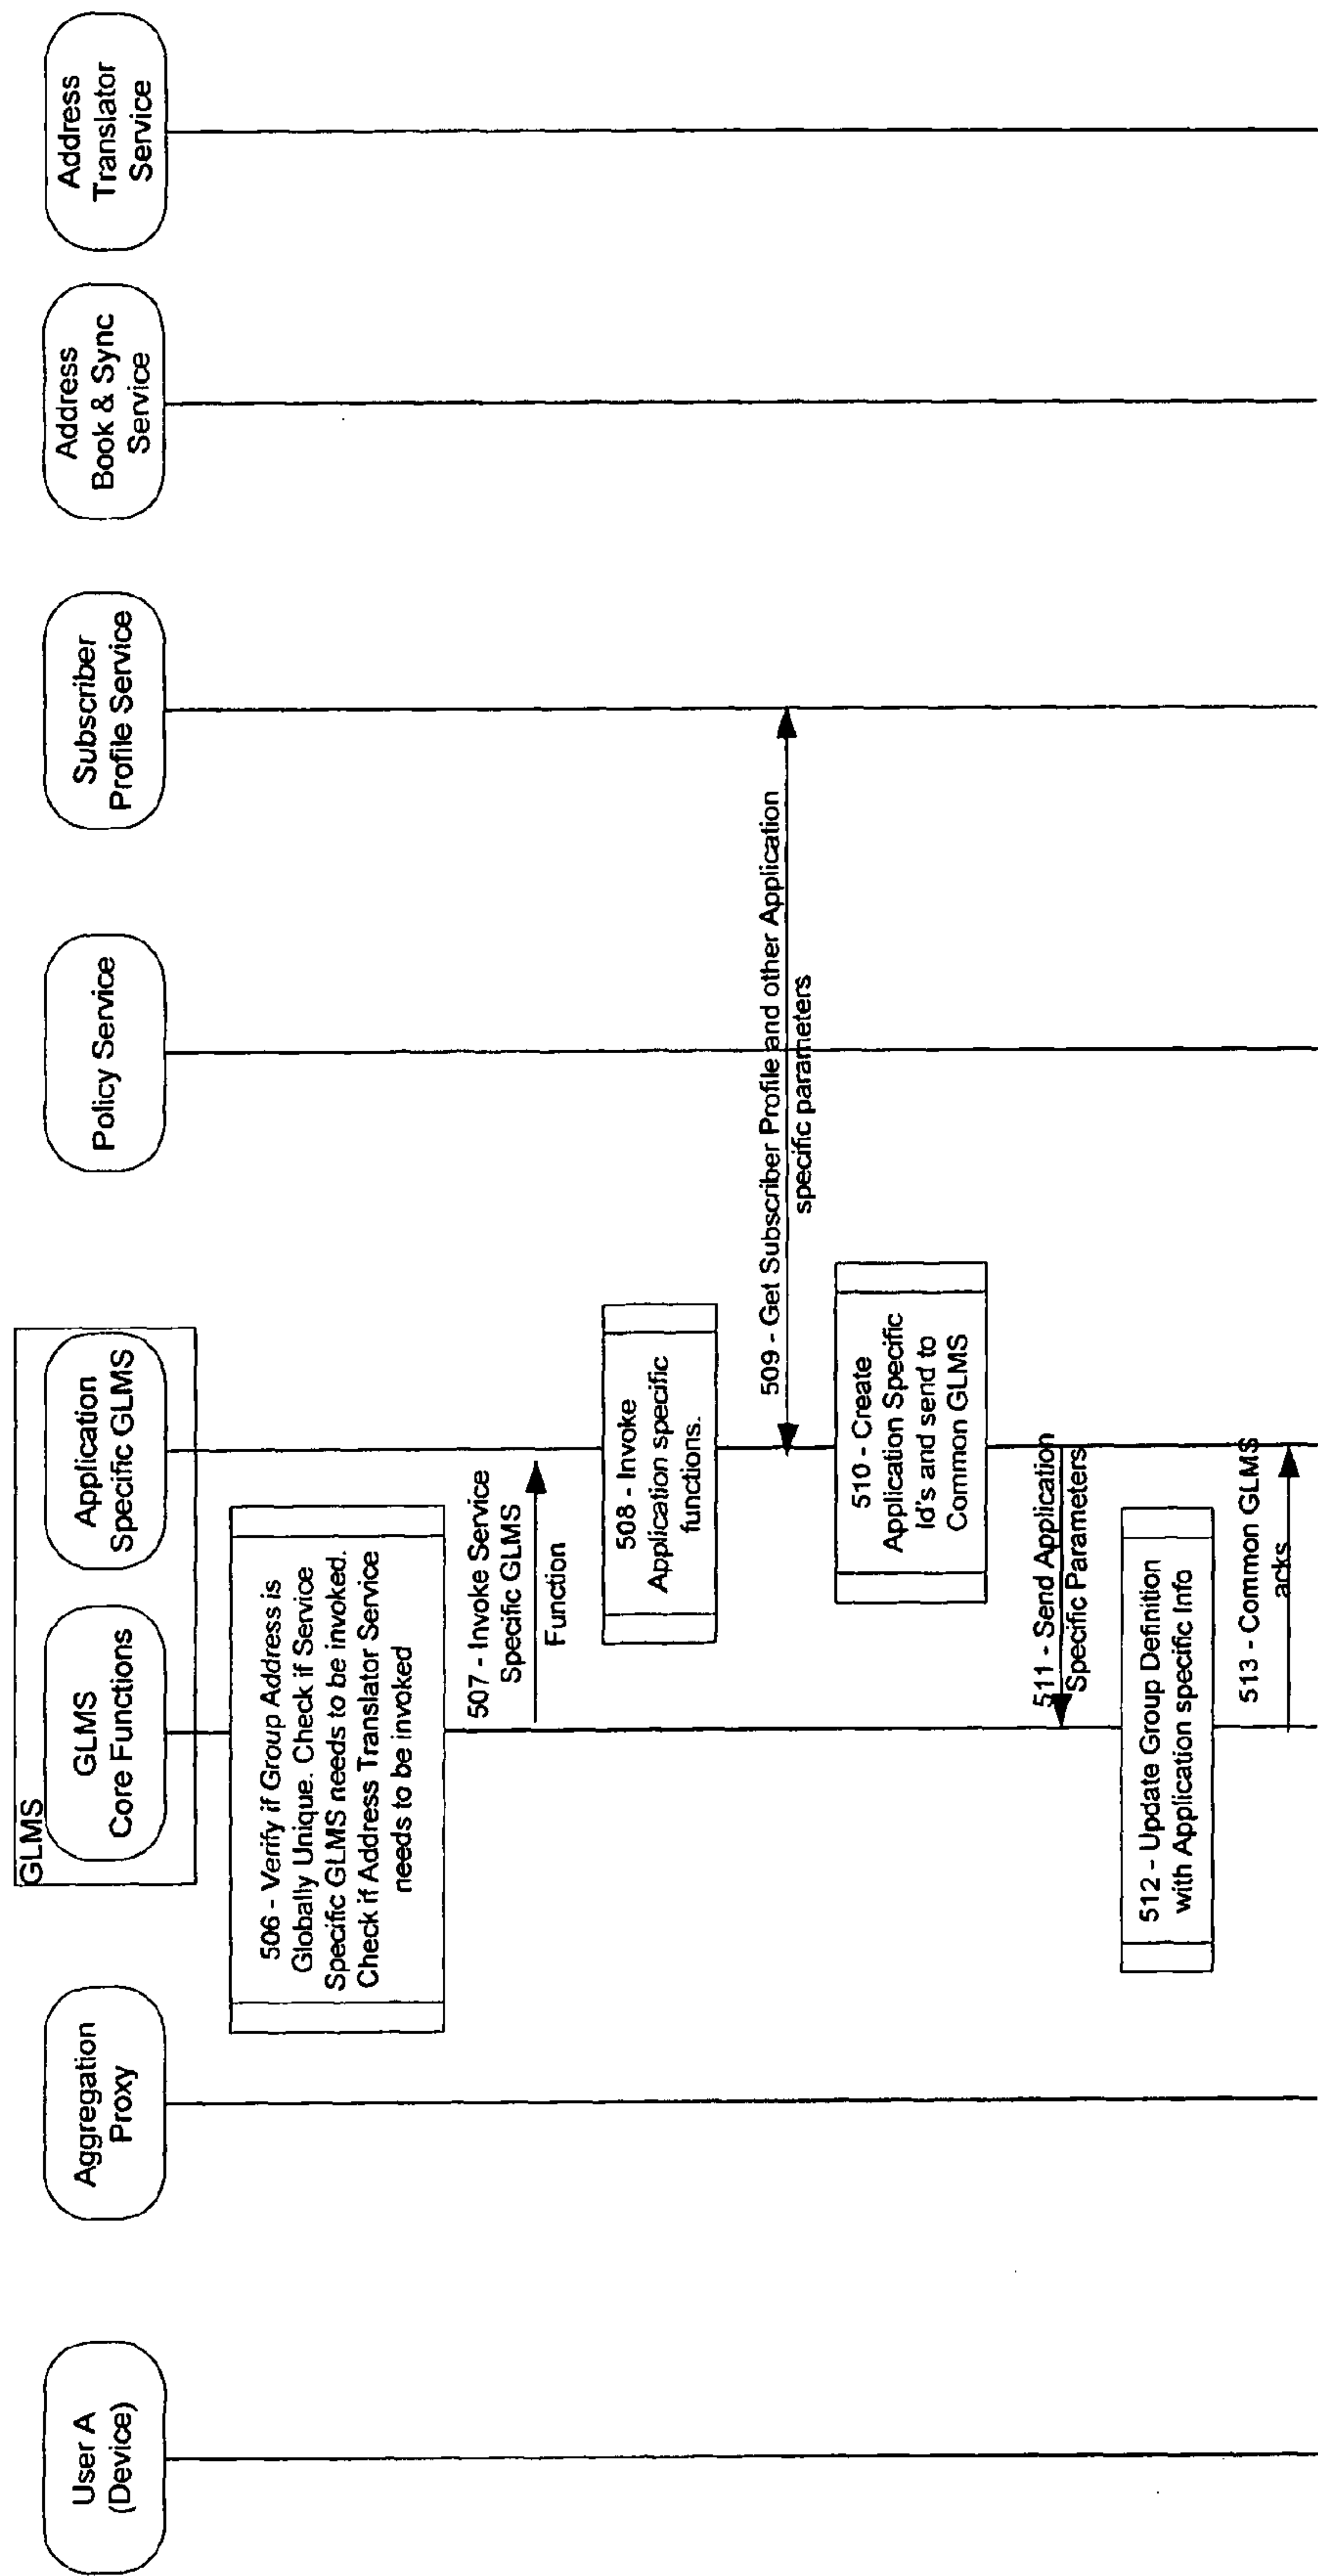 User A
(Device)
Aggregation
Proxy
GLMS
GLMS
Core Functions
Application
Specific GLMS
Policy Service
Subscriber
Profile Service
Address
Book & Sync
Service
Address
Translator
Service
506 - Verify if Group Address is
Globally Unique. Check if Service
Specific GLMS needs to be invoked.
Check if Address Translator Service
needs to be invoked
507 - Invoke Service
Specific GLMS
Function
508 - Invoke
Application specific
functions.
509 - Get Subscriber Profile and other Application
specific parameters
510 - Create
Application Specific
Id's and send to
Common GLMS
511 - Send Application
Specific Parameters
512 - Update Group Definition
with Application specific Info
513 - Common GLMS
acks